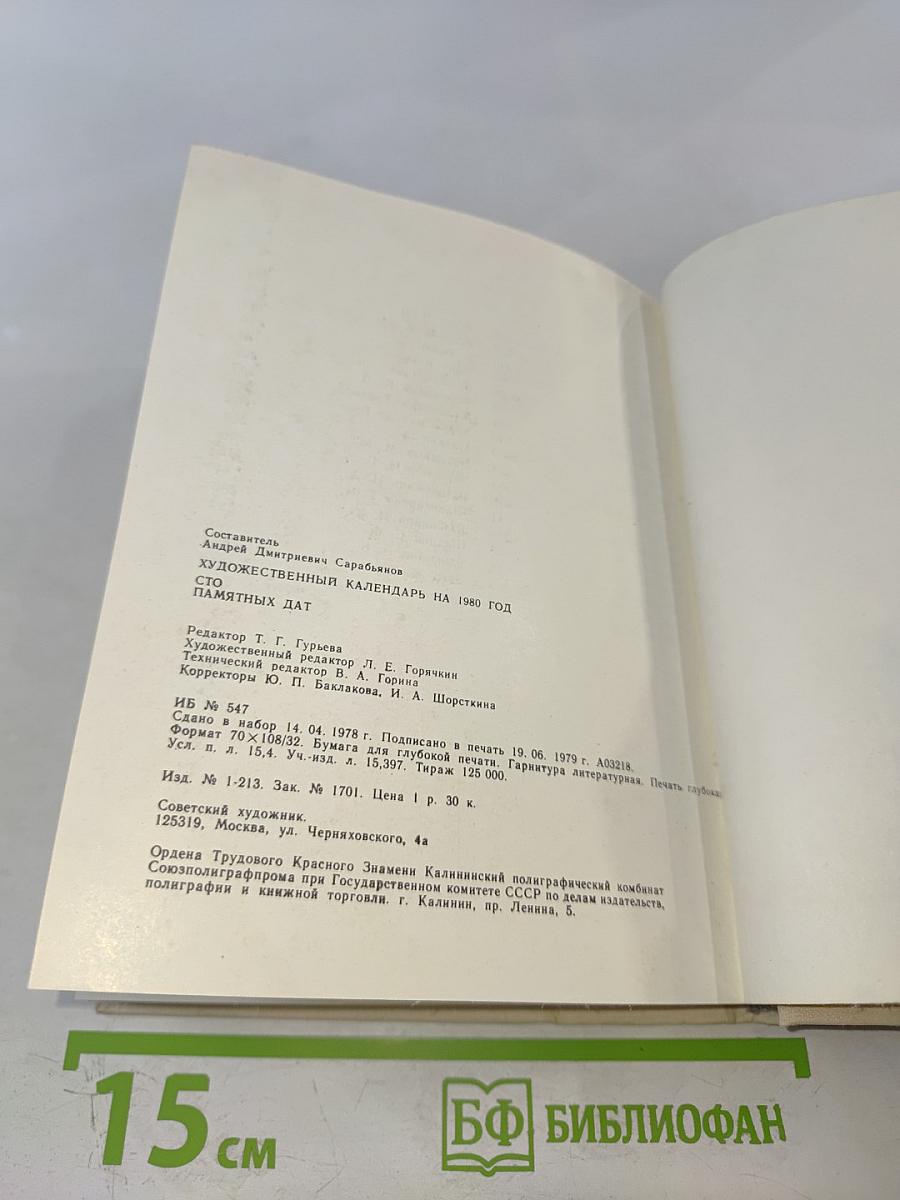 Составитель
Андрей Дмитриевич Сарабьянов
ХУДОЖЕСТВЕННЫЙ КАЛЕНДАРЬ НА 1980 ГОД
СТО
ПАМЯТНЫХ ДАТ
Редактор Т. Г. Гурьева
Художественный редактор Л. Е. Горячкин
Технический редактор В. А. Горина
Корректоры Ю. П. Баклакова, И. А. Шорсткина
ИБ № 547
Сдано в набор 14. 04. 1978 г. Подписано в печать 19. 06. 1979 г. А03218.
Формат 70×108/32. Бумага для глубокой печати. Гарнитура литературная. Печать глубокая
Усл. п. л. 15,4. Уч.-изд. л. 15,397. Тираж 125 000.
Изд. № 1-213. Зак. № 1701. Цена 1 р. 30 к.
Советский художник.
125319, Москва, ул. Черняховского, 4а
Ордена Трудового Красного Знамени Калининский полиграфический комбинат
Союзполиграфпрома при Государственном комитете СССР по делам издательств,
полиграфии и книжной торговли. г. Калинин, пр. Ленина, 5.
15 см
БФ БИБЛИОФАН